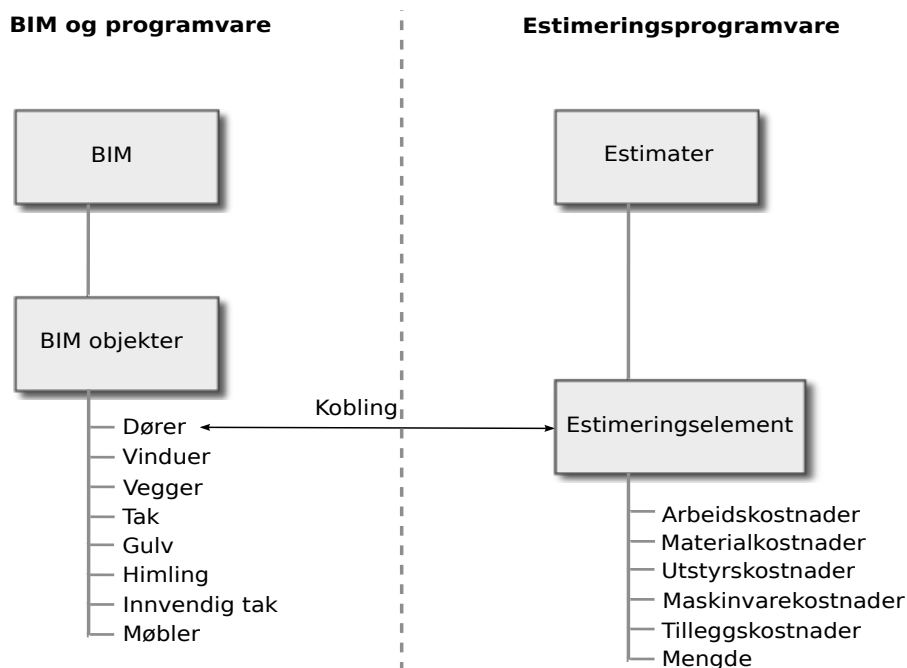 BIM og programvare
Estimeringsprogramvare
BIM
Estimater
BIM objekter
Kobling
Estimeringselement
Dører
Vinduer
Vegger
Tak
Gulv
Himling
Innvendig tak
Møbler
Arbeidskostnader
Materialkostnader
Utstyrskostnader
Maskinvarekostnader
Tilleggskostnader
Mengde